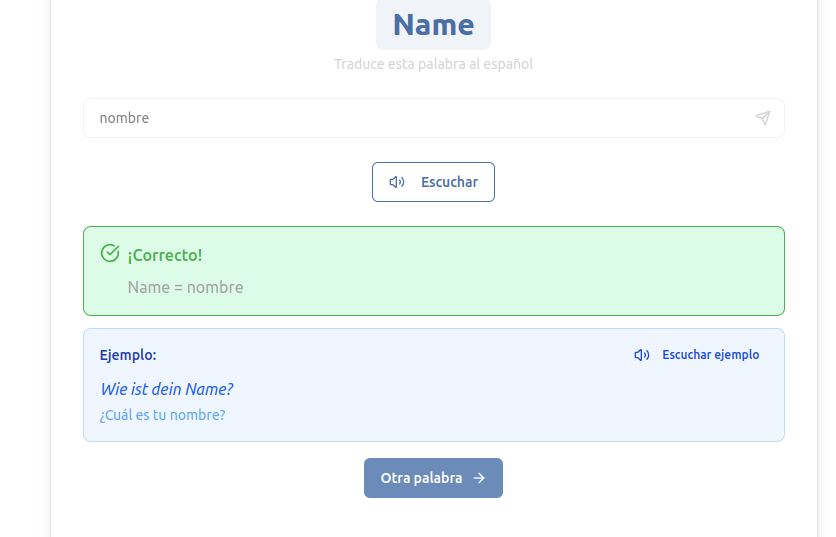 Name
Traduce esta palabra al español
nombre
Escuchar
¡Correcto!
Name = nombre
Ejemplo:
Escuchar ejemplo
Wie ist dein Name?
¿Cuál es tu nombre?
Otra palabra